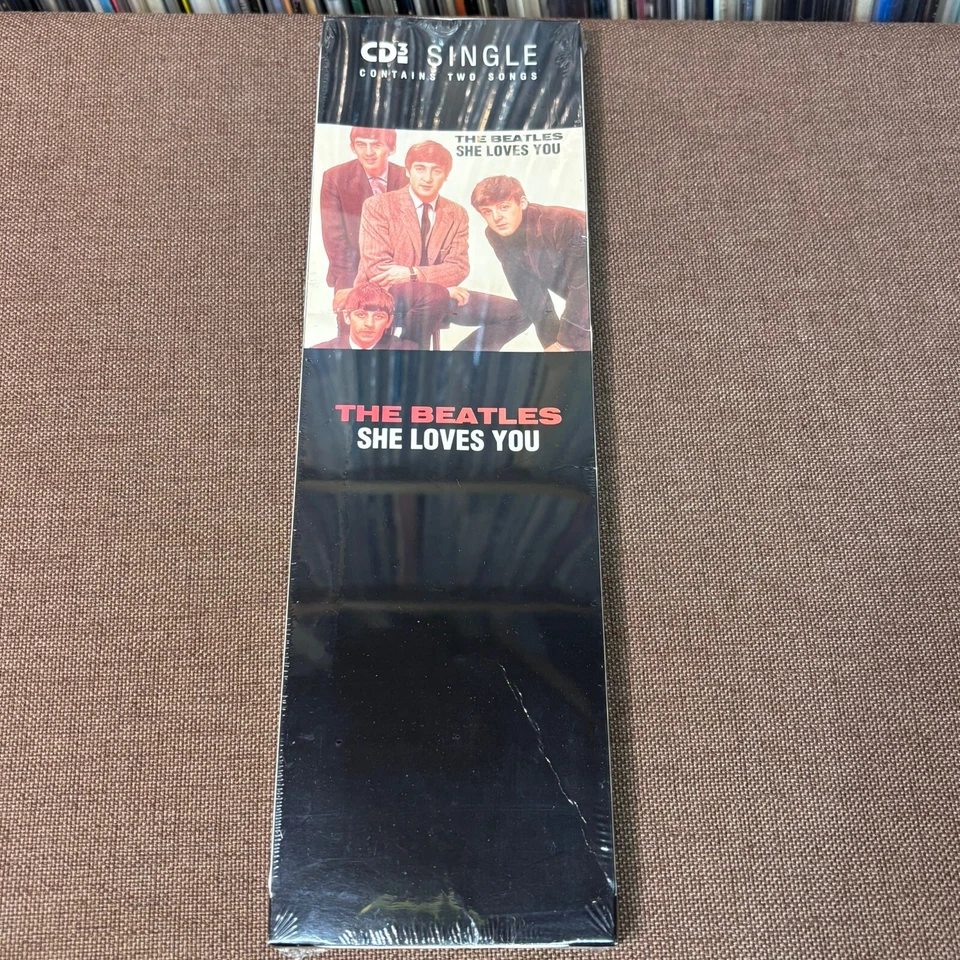 CD3 SINGLE
CONTAINS TWO SONGS
THE BEATLES
SHE LOVES YOU
THE BEATLES
SHE LOVES YOU